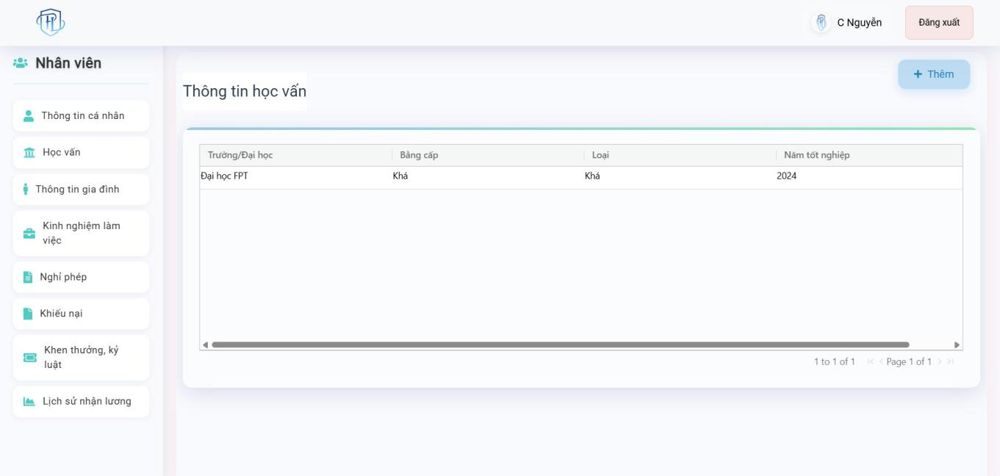 C Nguyễn
Đăng xuất
Nhân viên
Thông tin cá nhân
Học vấn
Thông tin gia đình
Kinh nghiệm làm
việc
Nghỉ phép
Khiếu nại
Khen thưởng, kỷ
luật
Lịch sử nhận lương
+ Thêm
Thông tin học vấn
Trường/Đại học Bằng cấp Loại Năm tốt nghiệp
Đại học FPT Khá Khá 2024
1 to 1 of 1 Page 1 of 1